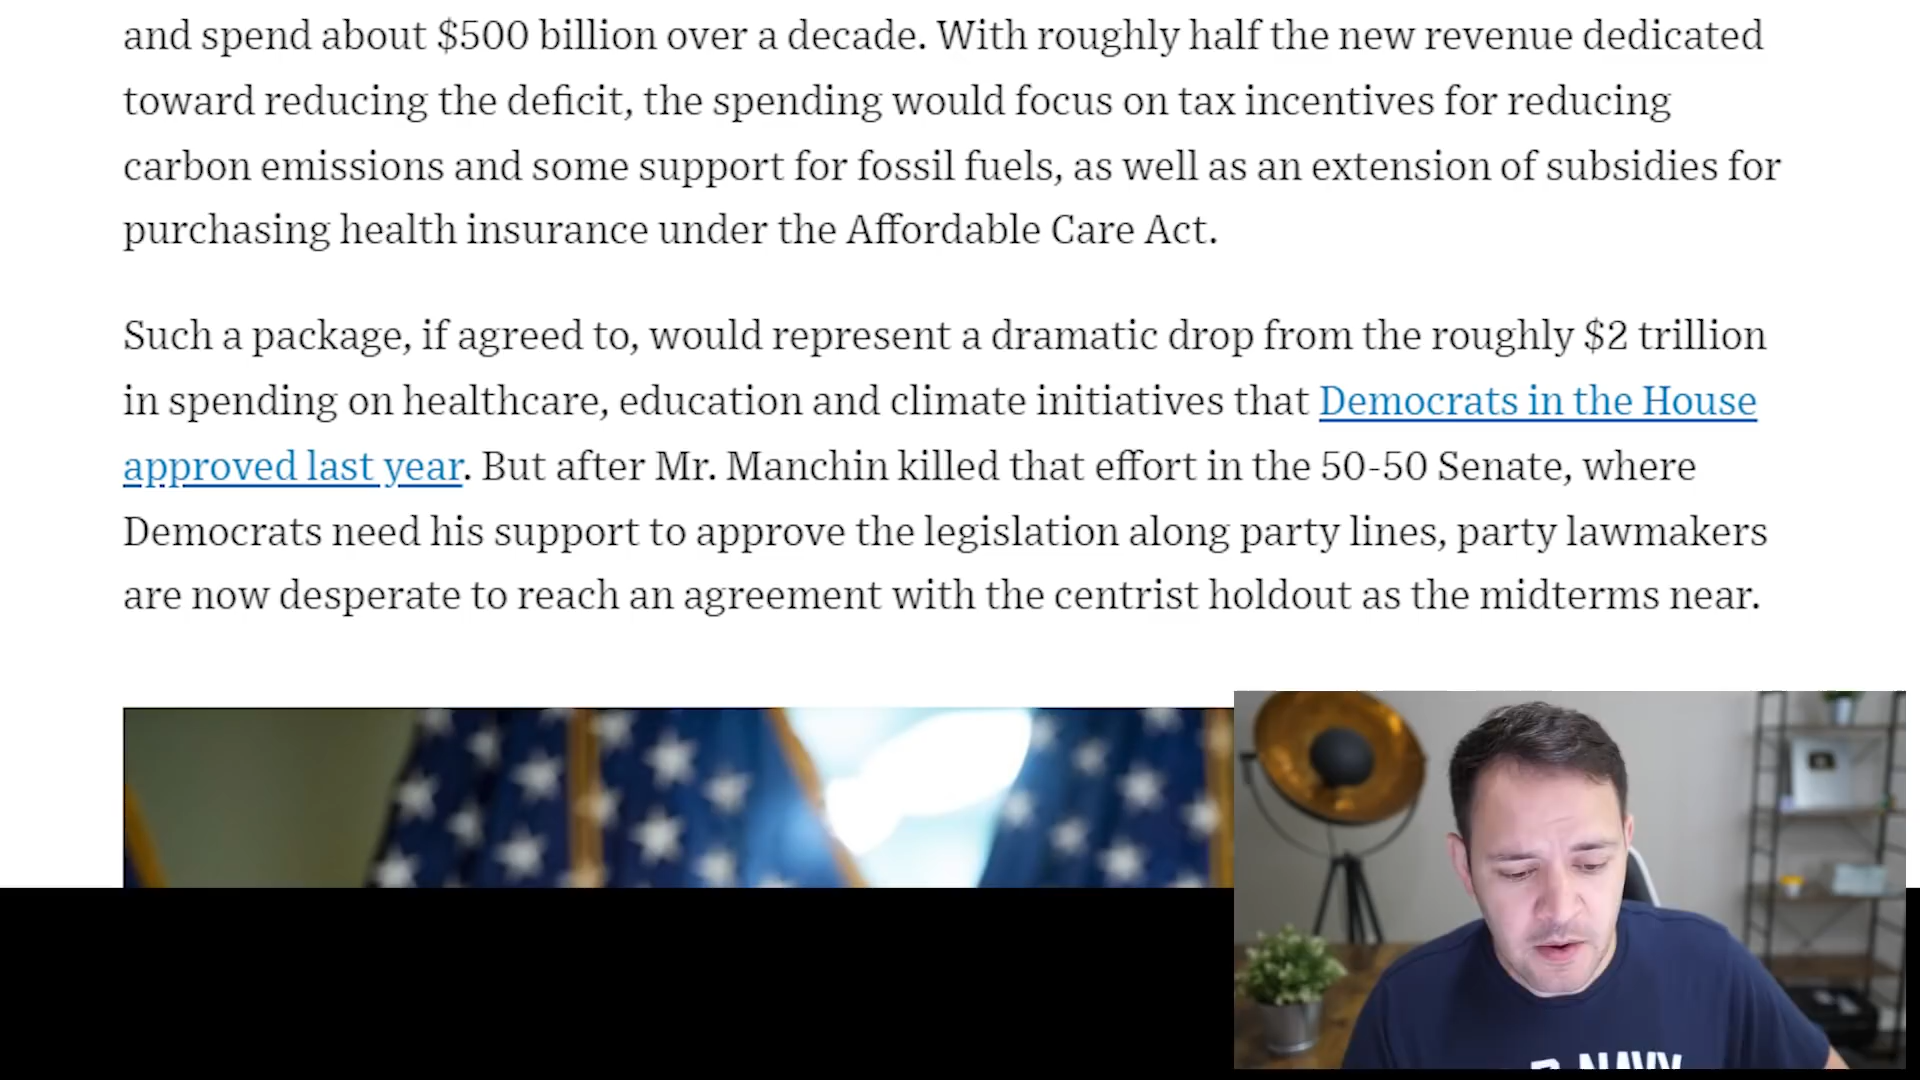 and spend about $500 billion over a decade. With roughly half the new revenue dedicated
toward reducing the deficit, the spending would focus on tax incentives for reducing
carbon emissions and some support for fossil fuels, as well as an extension of subsidies for
purchasing health insurance under the Affordable Care Act.
Such a package, if agreed to, would represent a dramatic drop from the roughly $2 trillion
in spending on healthcare, education and climate initiatives that Democrats in the House
approved last year. But after Mr. Manchin killed that effort in the 50-50 Senate, where
Democrats need his support to approve the legislation along party lines, party lawmakers
are now desperate to reach an agreement with the centrist holdout as the midterms near.
NAVY